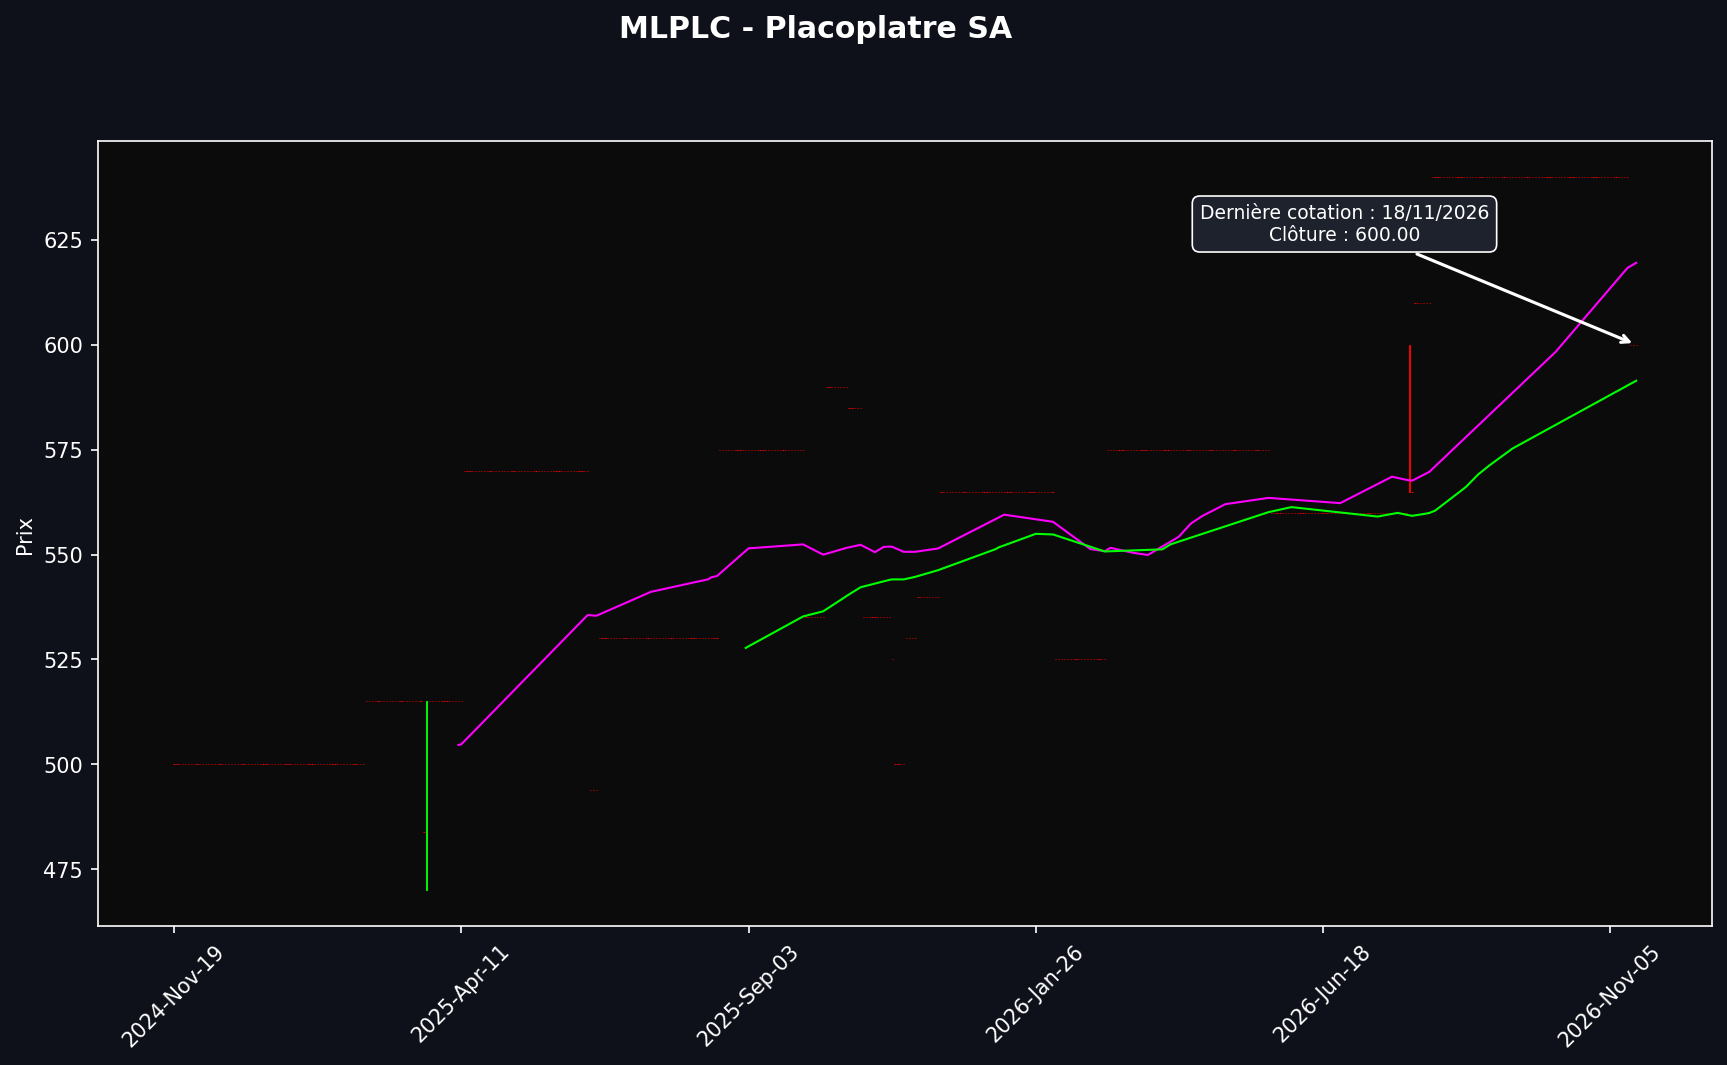 MLPLC - Placoplatre SA
Dernière cotation : 18/11/2026
Clôture : 600.00
Prix
625
600
575
550
525
500
475
2024-Nov-19
2025-Apr-11
2025-Sep-03
2026-Jan-26
2026-Jun-18
2026-Nov-05